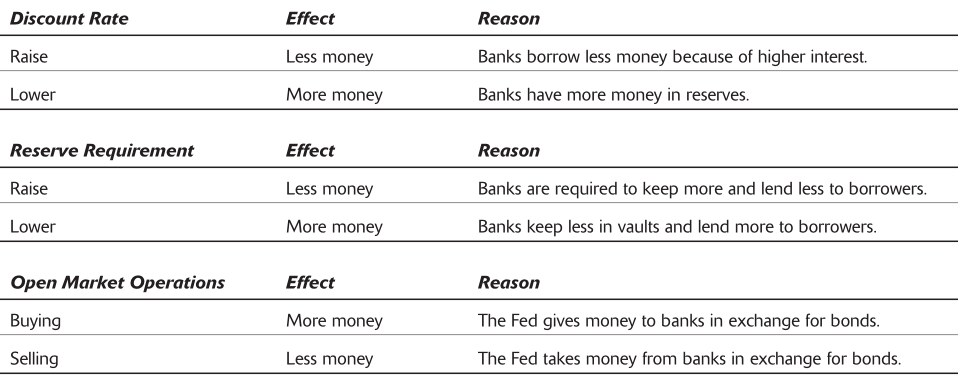 Discount Rate Effect Reason
Raise Less money Banks borrow less money because of higher interest.
Lower More money Banks have more money in reserves.
Reserve Requirement Effect Reason
Raise Less money Banks are required to keep more and lend less to borrowers.
Lower More money Banks keep less in vaults and lend more to borrowers.
Open Market Operations Effect Reason
Buying More money The Fed gives money to banks in exchange for bonds.
Selling Less money The Fed takes money from banks in exchange for bonds.